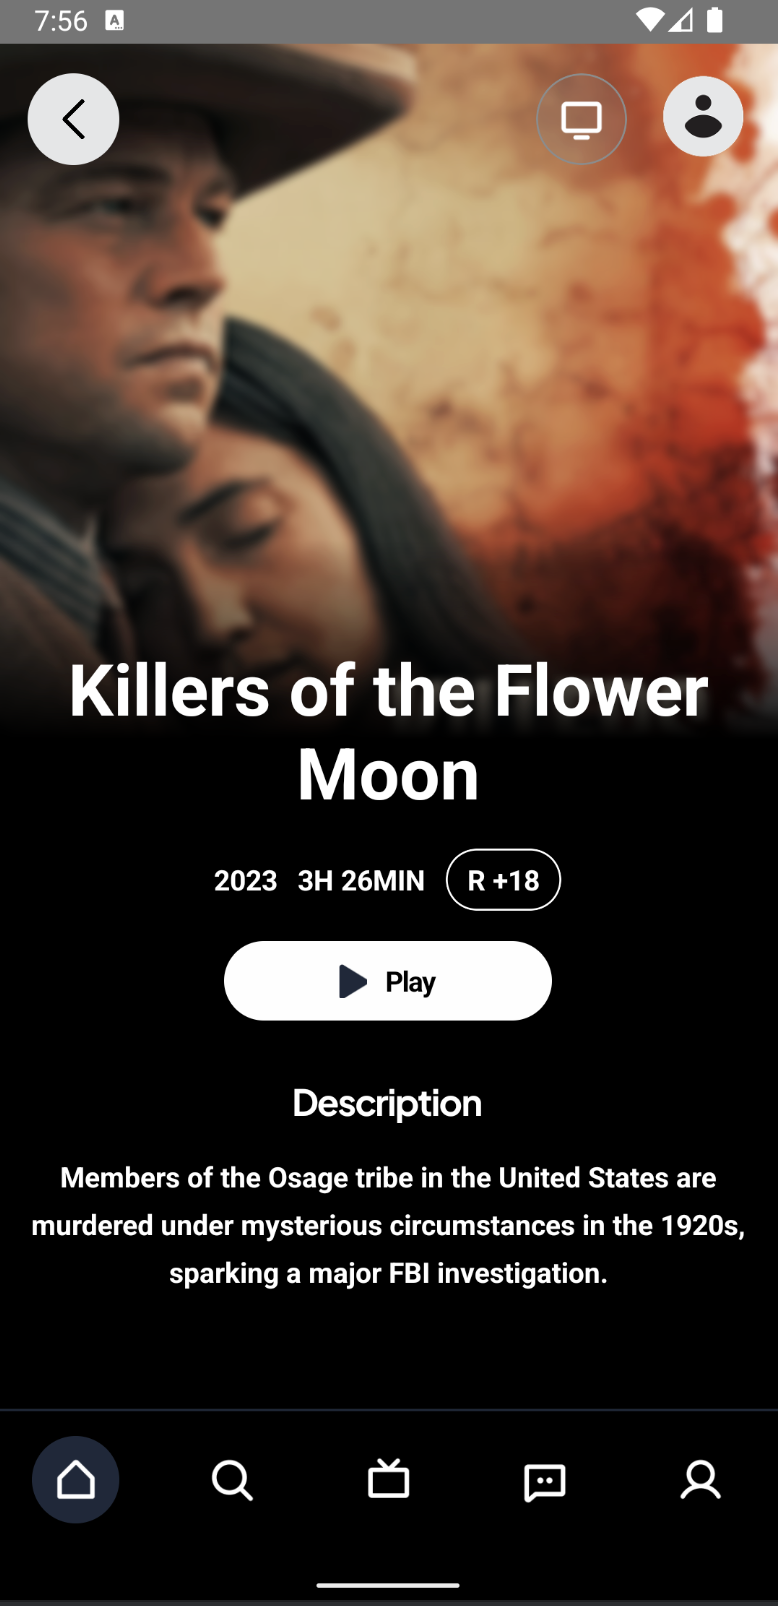 7:56
A
Killers of the Flower
Moon
2023 3H 26MIN R +18
Play
Description
Members of the Osage tribe in the United States are
murdered under mysterious circumstances in the 1920s,
sparking a major FBI investigation.